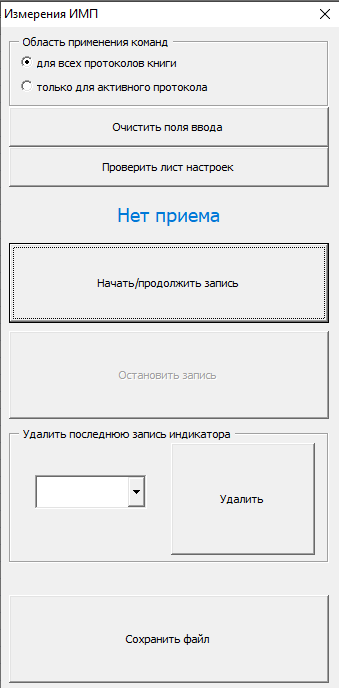 Измерения ИМП
Область применения команд
для всех протоколов книги
только для активного протокола
Очистить поля ввода
Проверить лист настроек
Нет приема
Начать/продолжить запись
Остановить запись
Удалить последнюю запись индикатора
Удалить
Сохранить файл